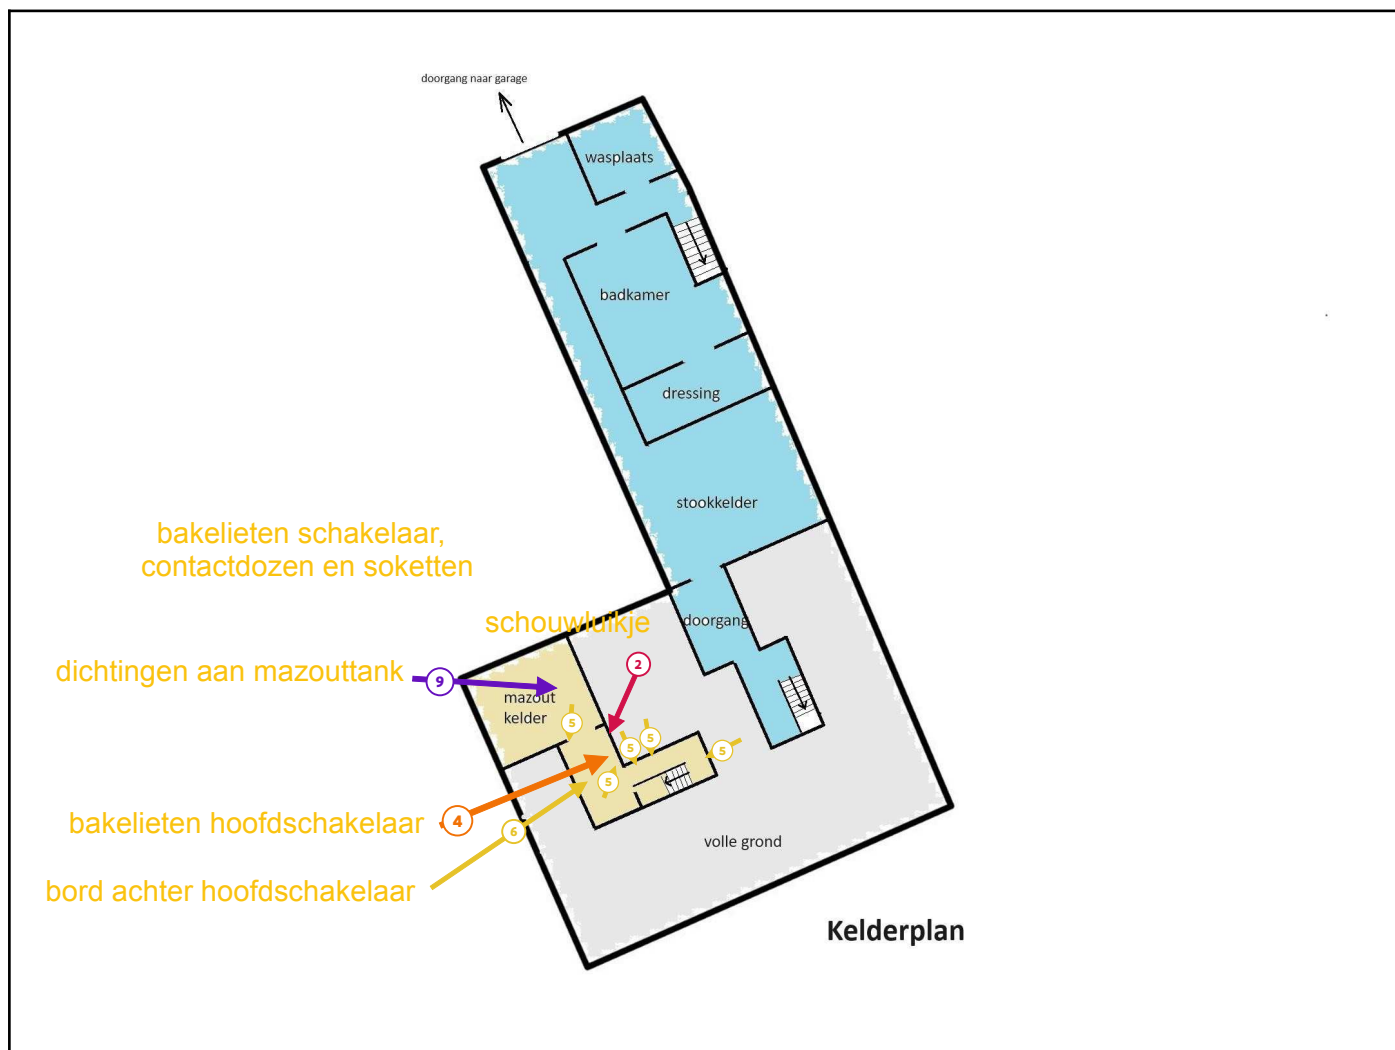 doorgang naar garage
wasplaats
badkamer
dressing
stookkelder
bakelieten schakelaar,
contactdozen en soketten
schouwluikje
doorgang
dichtingen aan mazouttank
9
2
mazout
kelder
5
5
5
5
5
bakelieten hoofdschakelaar
4
6
volle grond
bord achter hoofdschakelaar
Kelderplan